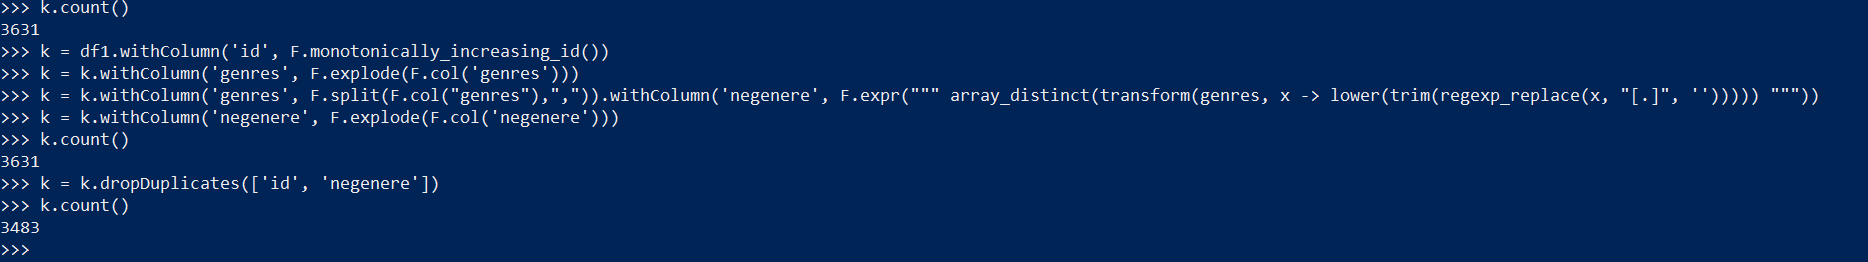 >>> k.count()
3631
>>> k = df1.withColumn('id', F.monotonically_increasing_id())
>>> k = k.withColumn('genres', F.explode(F.col('genres')))
>>> k = k.withColumn('genres', F.split(F.col("genres"),",")).withColumn('negenere', F.expr(""" array_distinct(transform(genres, x -> lower(trim(regexp_replace(x, "[.]", ''))))) """))
>>> k = k.withColumn('negenere', F.explode(F.col('negenere')))
>>> k.count()
3631
>>> k = k.dropDuplicates(['id', 'negenere'])
>>> k.count()
3483
>>>